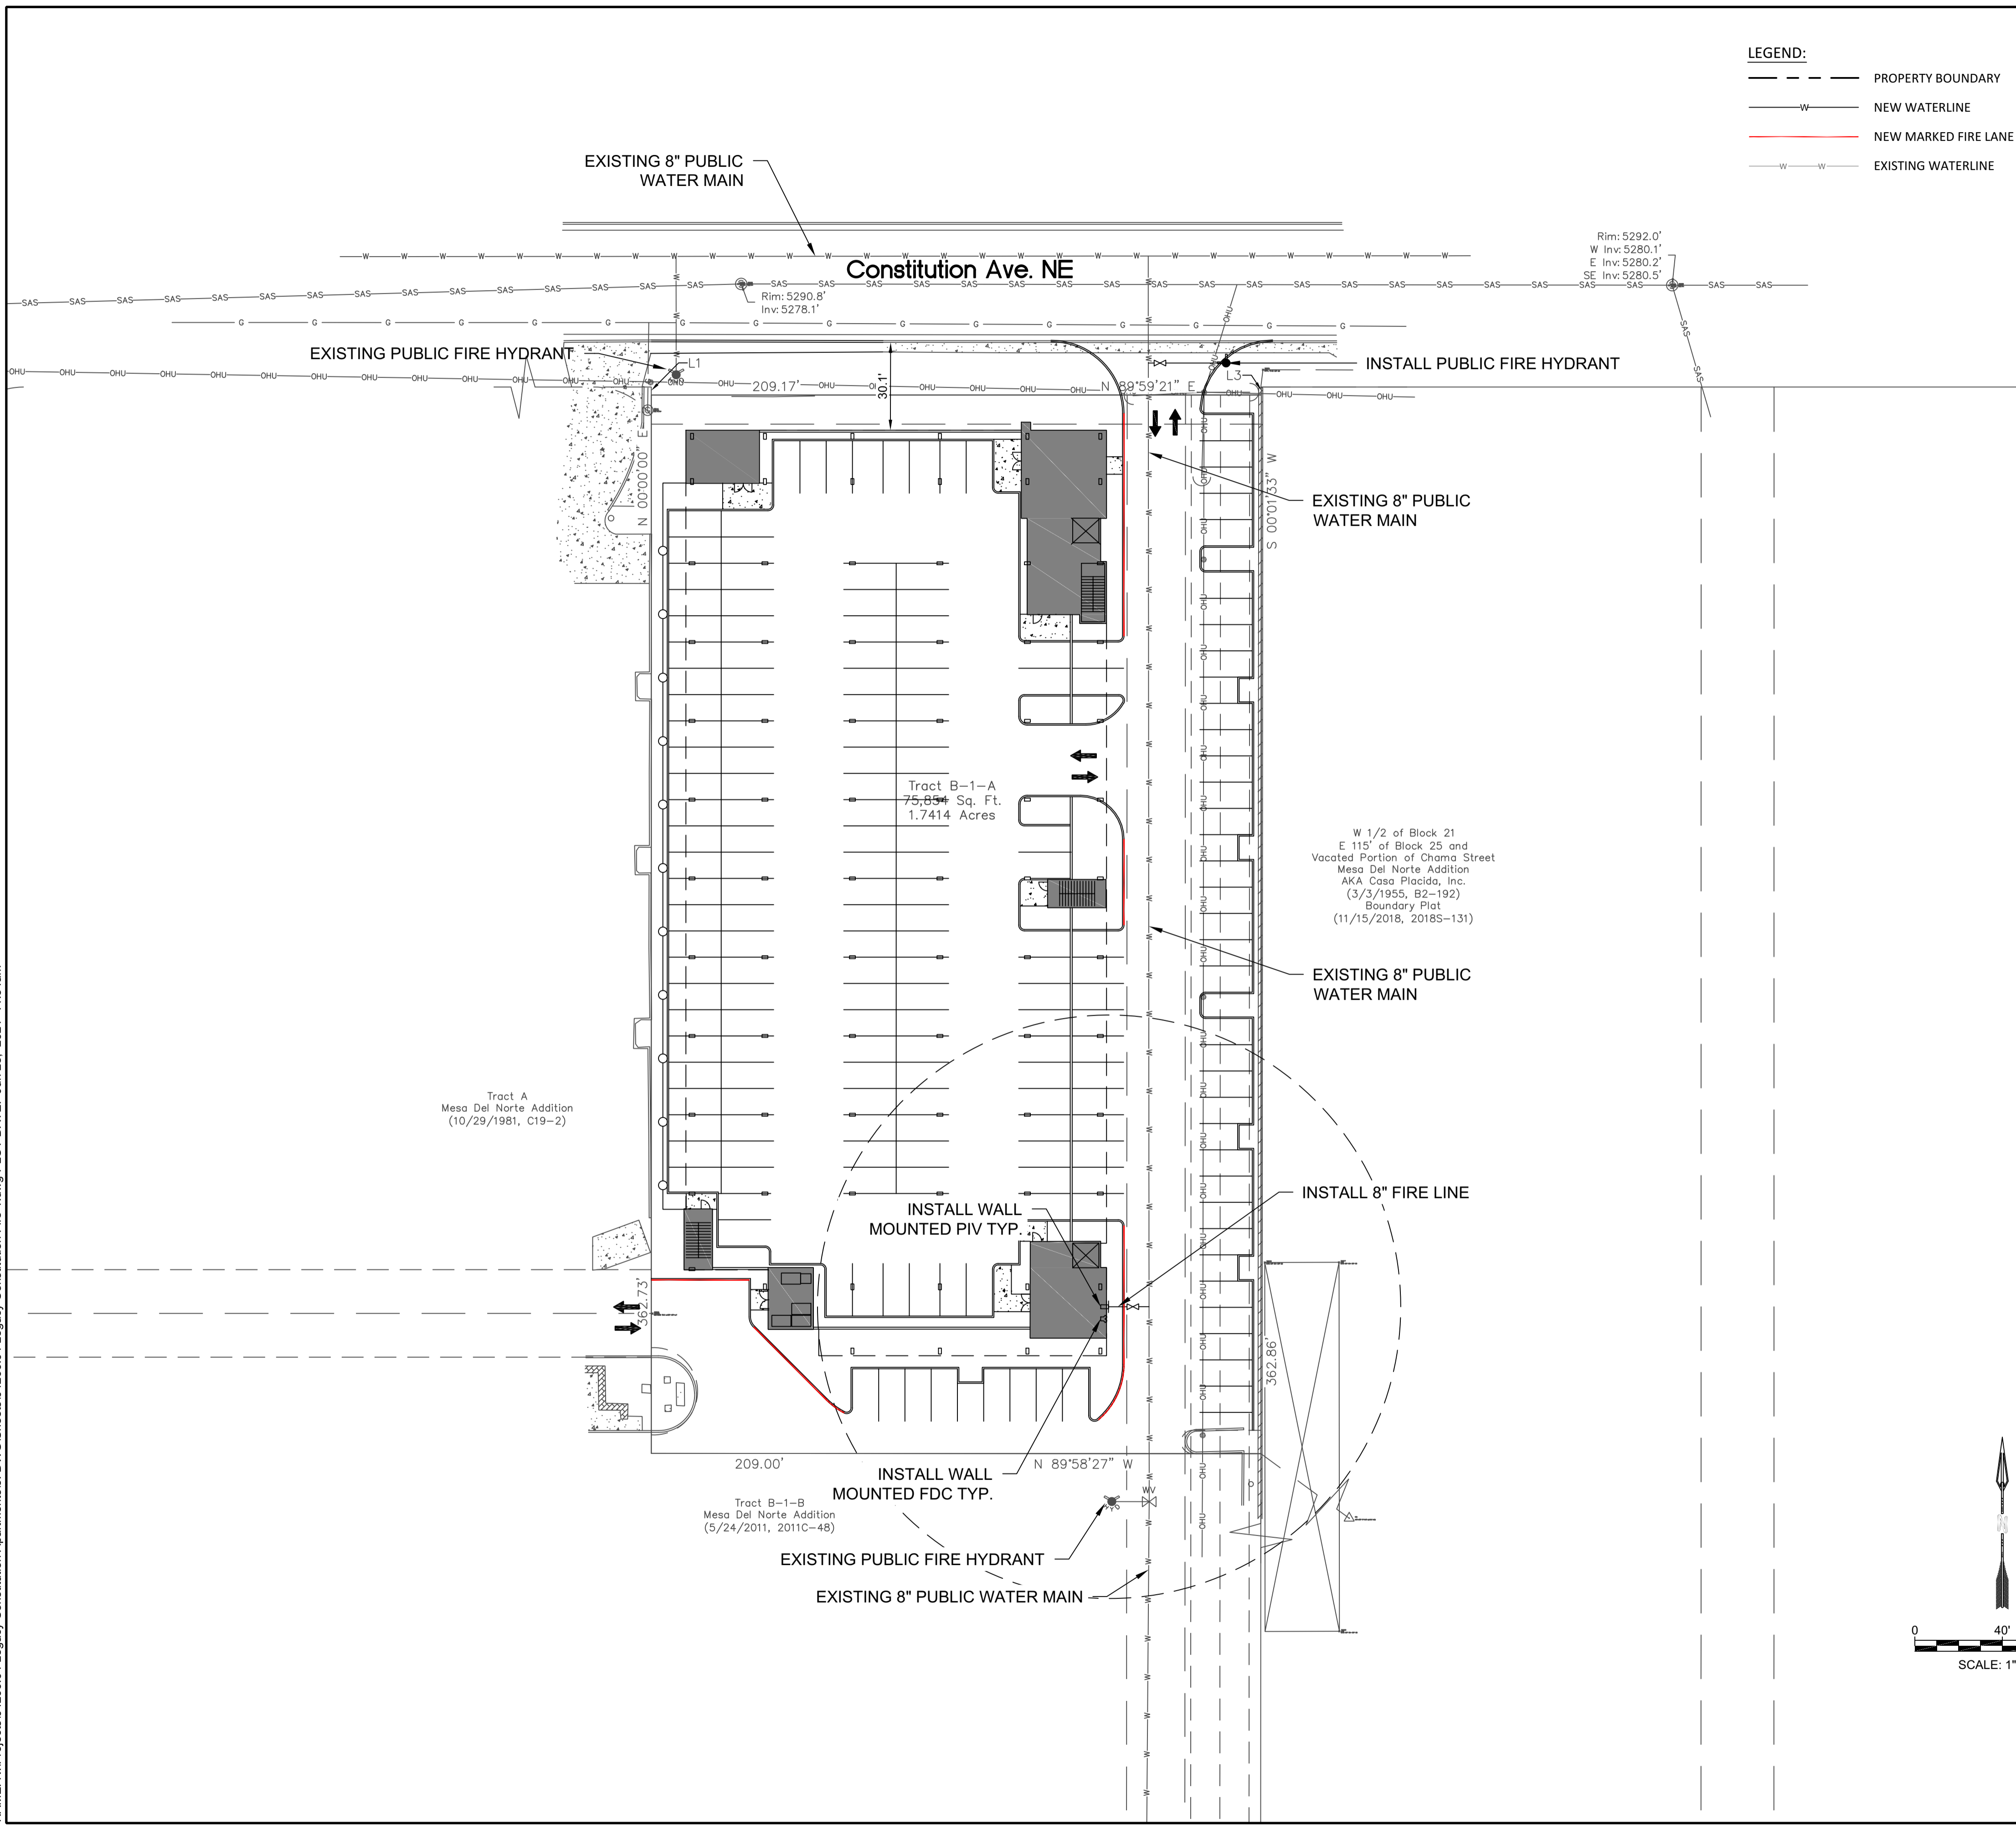 LEGEND:
PROPERTY BOUNDARY
W NEW WATERLINE
NEW MARKED FIRE LANE
W W EXISTING WATERLINE
EXISTING 8" PUBLIC
WATER MAIN
Constitution Ave. NE
Rim: 5292.0'
W Inv: 5280.1'
E Inv: 5280.2'
SE Inv: 5280.5'
Rim: 5290.8'
Inv: 5278.1'
EXISTING PUBLIC FIRE HYDRANT
L1
INSTALL PUBLIC FIRE HYDRANT
L3
209.17'
30.1'
N 89°59'21" E
N 00°00'00" E
S 00°01'33" W
EXISTING 8" PUBLIC
WATER MAIN
Tract B-1-A
75,854 Sq. Ft.
1.7414 Acres
W 1/2 of Block 21
E 115' of Block 25 and
Vacated Portion of Chama Street
Mesa Del Norte Addition
AKA Casa Placida, Inc.
(3/3/1955, B2-192)
Boundary Plat
(11/15/2018, 2018S-131)
EXISTING 8" PUBLIC
WATER MAIN
Tract A
Mesa Del Norte Addition
(10/29/1981, C19-2)
INSTALL 8" FIRE LINE
INSTALL WALL
MOUNTED PIV TYP.
362.73'
362.86'
209.00'
N 89°58'27" W
INSTALL WALL
MOUNTED FDC TYP.
WV
Tract B-1-B
Mesa Del Norte Addition
(5/24/2011, 2011C-48)
EXISTING PUBLIC FIRE HYDRANT
EXISTING 8" PUBLIC WATER MAIN
N
0 40'
SCALE: 1"